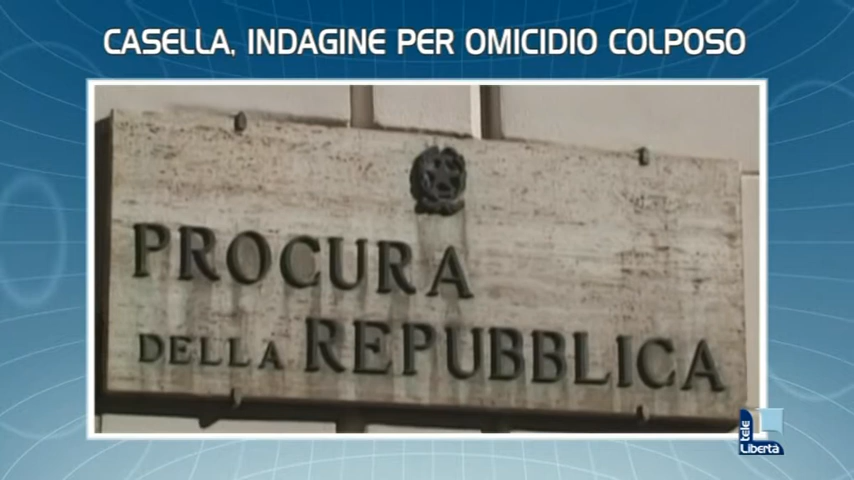 CASELLA, INDAGINE PER OMICIDIO COLPOSO
PROCURA
DELLA REPUBBLICA
tele
Libertà